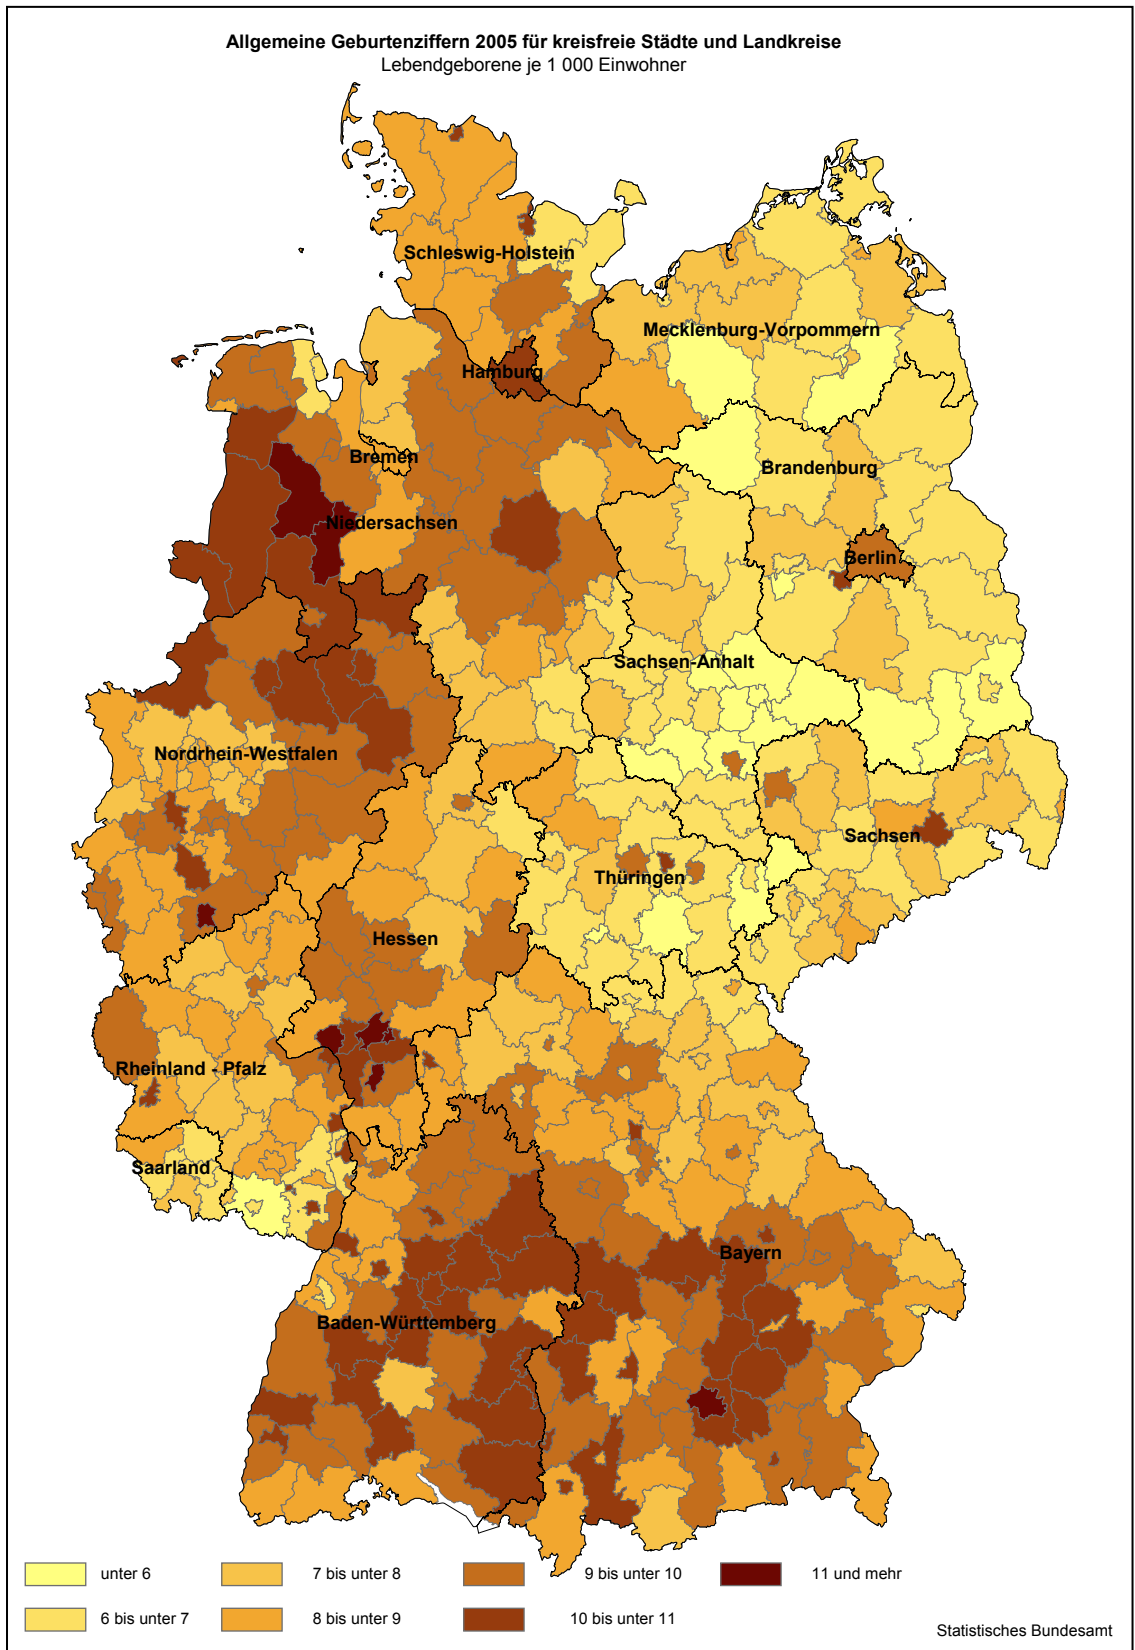 Allgemeine Geburtenziffern 2005 für kreisfreie Städte und Landkreise
Lebendgeborene je 1 000 Einwohner
Schleswig-Holstein
Mecklenburg-Vorpommern
Hamburg
Bremen
Brandenburg
Niedersachsen
Berlin
Sachsen-Anhalt
Nordrhein-Westfalen
Sachsen
Thüringen
Hessen
Rheinland - Pfalz
Saarland
Bayern
Baden-Württemberg
unter 6
7 bis unter 8
9 bis unter 10
11 und mehr
6 bis unter 7
8 bis unter 9
10 bis unter 11
Statistisches Bundesamt